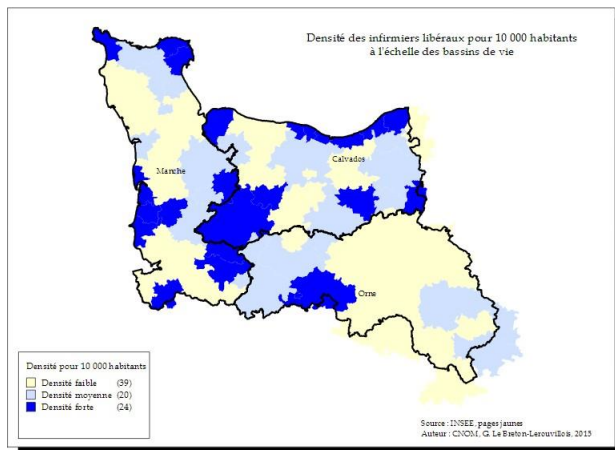 Densité des infirmiers libéraux pour 10 000 habitants
à l'échelle des bassins de vie
Calvados
Manche
Orne
Densité pour 10 000 habitants
Densité faible (39)
Densité moyenne (20)
Densité forte (24)
Source : INSEE, pages jaunes
Auteur : CNOM, G. Le Breton-Lerouvillois, 2015